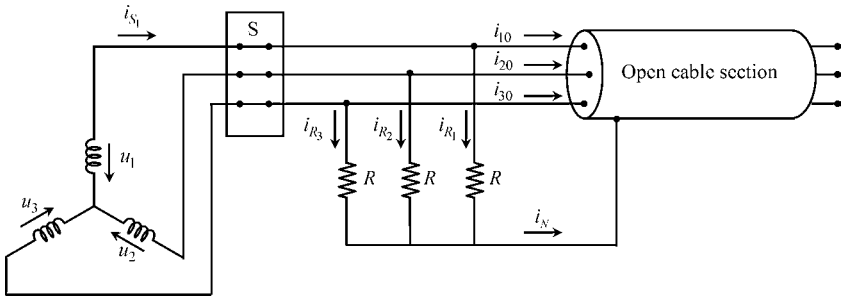 i_{S_1}
S
i_{10}
i_{20}
Open cable section
i_{30}
i_{R_3}
i_{R_2}
i_{R_1}
u_1
R
R
R
u_3
u_2
i_N